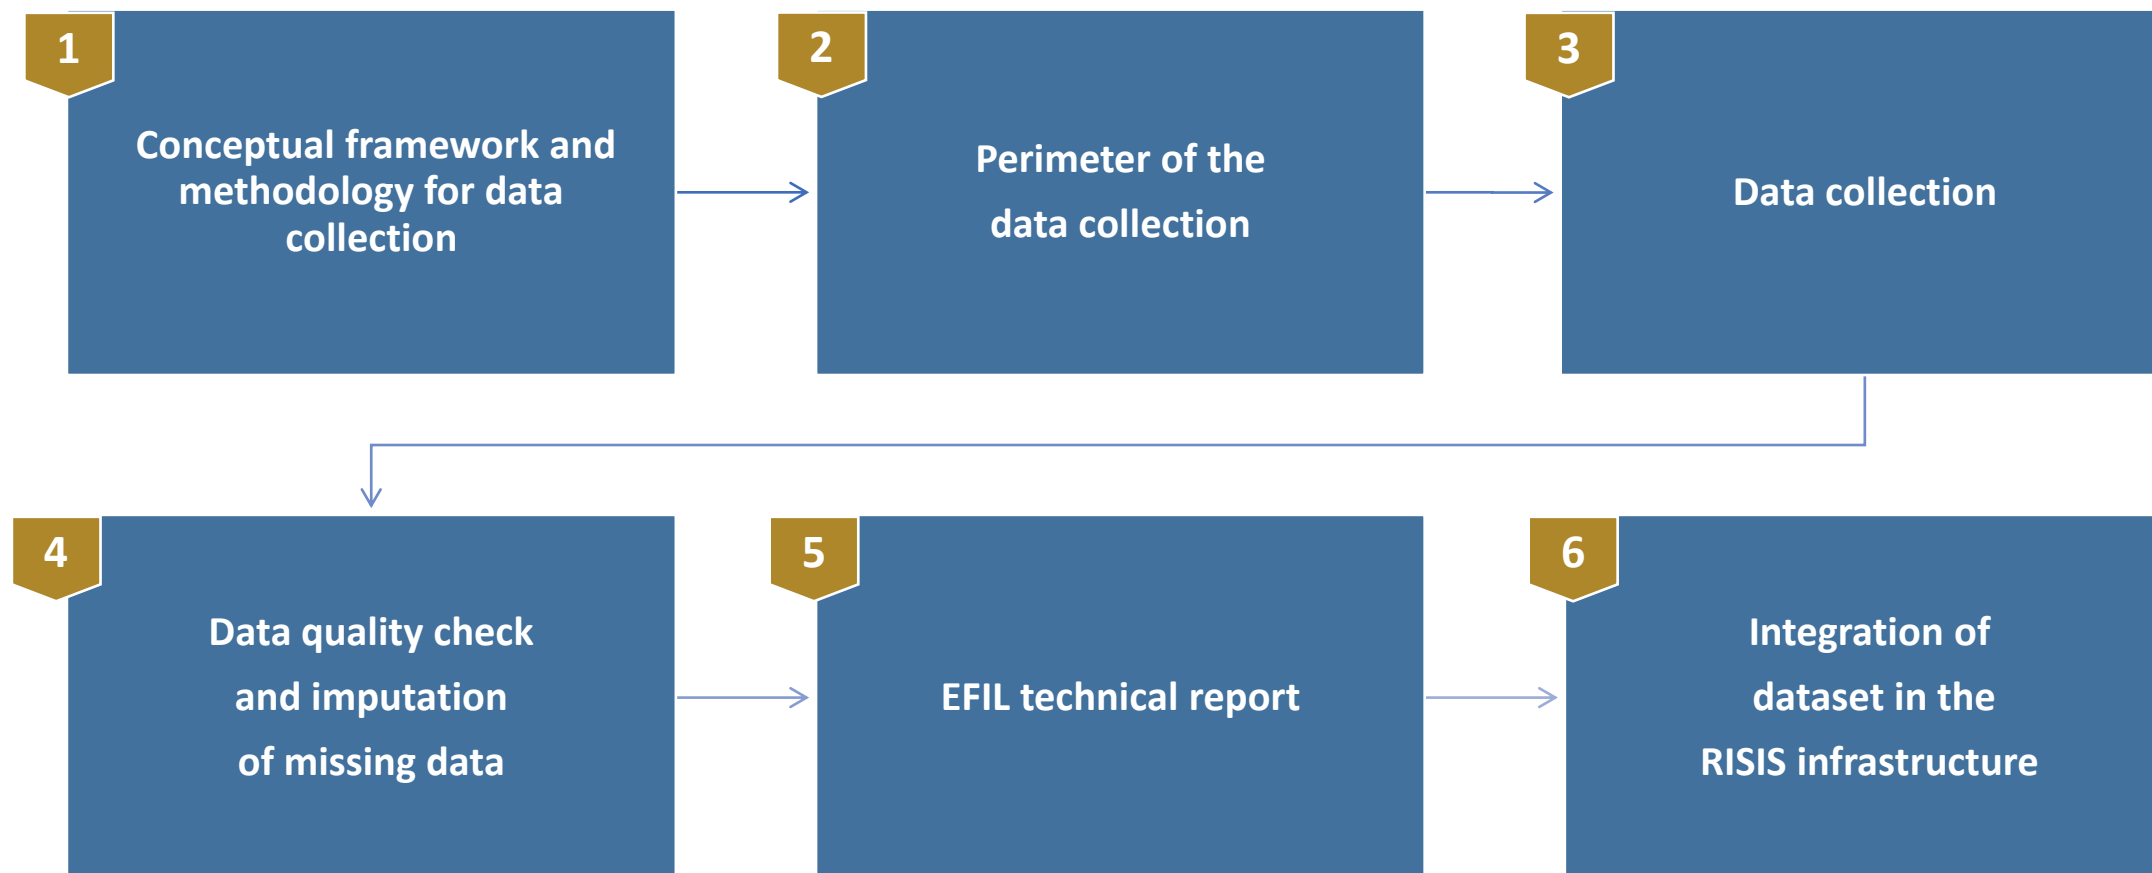 1
Conceptual framework and
methodology for data
collection
2
Perimeter of the
data collection
3
Data collection
4
Data quality check
and imputation
of missing data
5
EFIL technical report
6
Integration of
dataset in the
RISIS infrastructure